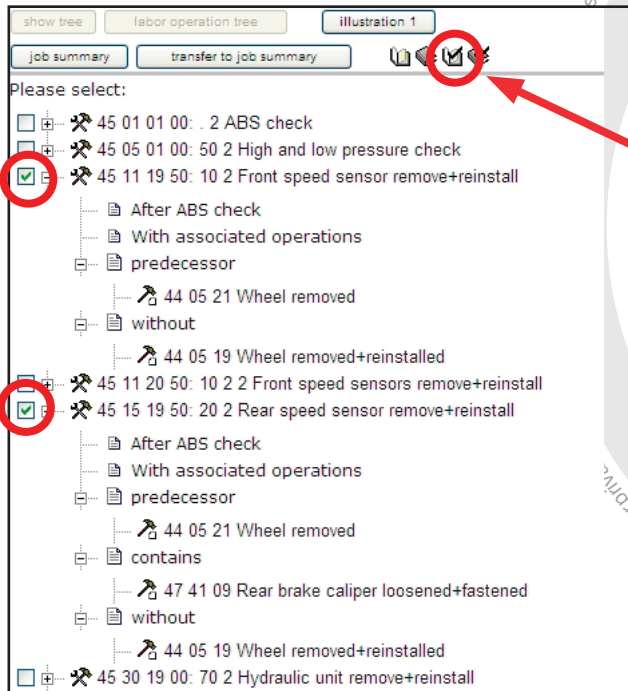 show tree labor operation tree illustration 1
job summary transfer to job summary
Please select:
45 01 01 00: . 2 ABS check
45 05 01 00: 50 2 High and low pressure check
45 11 19 50: 10 2 Front speed sensor remove+reinstall
After ABS check
With associated operations
predecessor
44 05 21 Wheel removed
without
44 05 19 Wheel removed+reinstalled
45 11 20 50: 10 2 2 Front speed sensors remove+reinstall
45 15 19 50: 20 2 Rear speed sensor remove+reinstall
After ABS check
With associated operations
predecessor
44 05 21 Wheel removed
contains
47 41 09 Rear brake caliper loosened+fastened
without
44 05 19 Wheel removed+reinstalled
45 30 19 00: 70 2 Hydraulic unit remove+reinstall